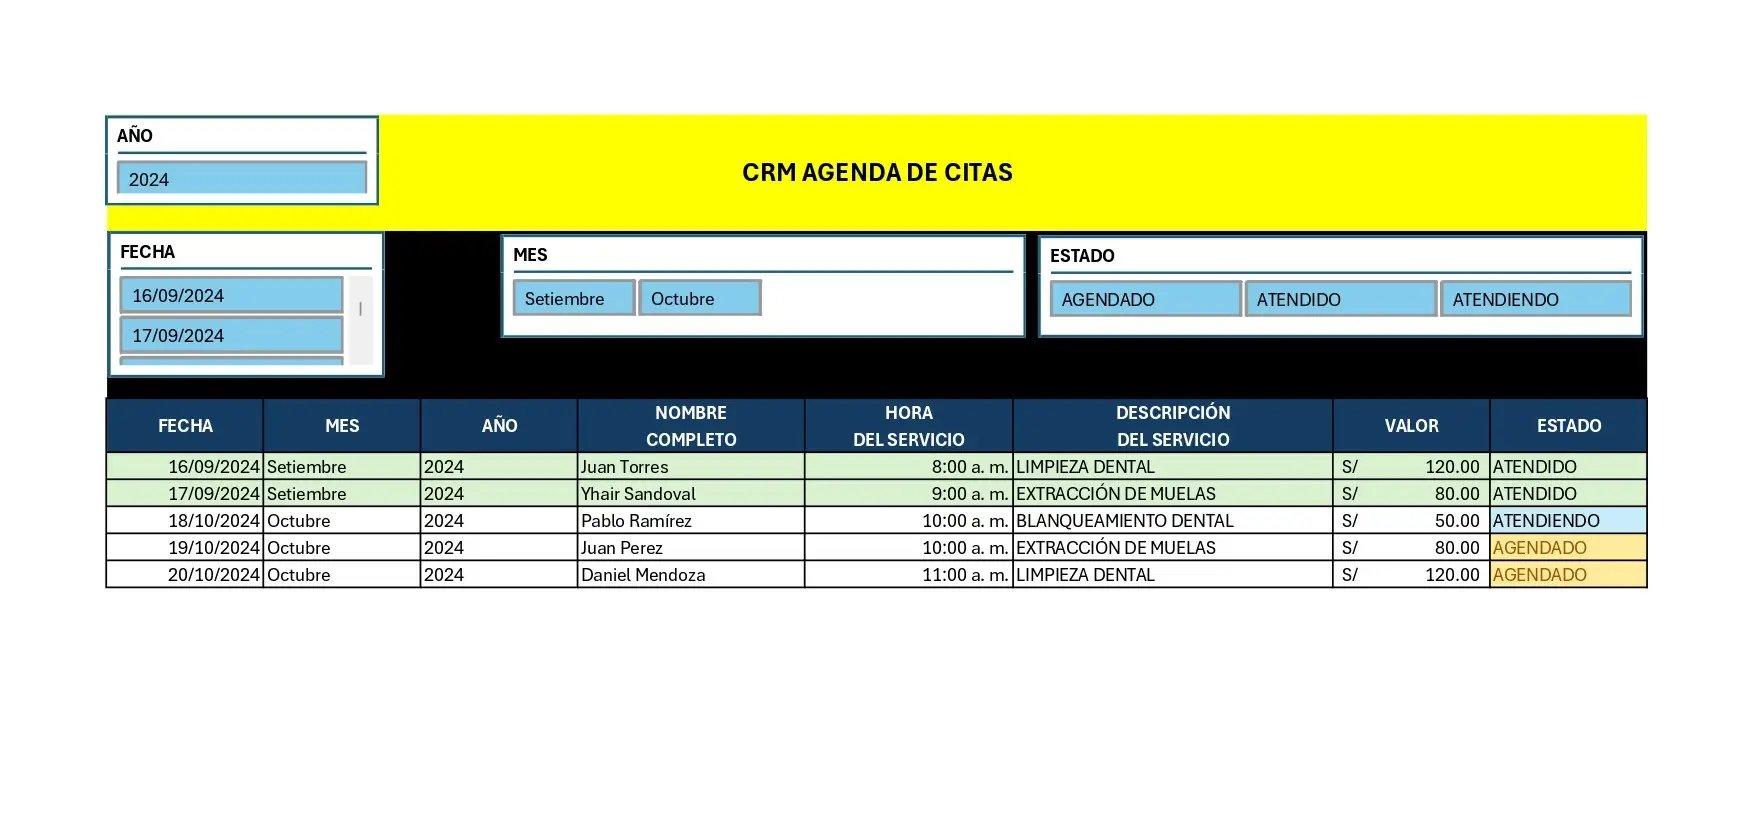 AÑO
2024
CRM AGENDA DE CITAS
FECHA
16/09/2024
17/09/2024
MES
Setiembre Octubre
ESTADO
AGENDADO ATENDIDO ATENDIENDO
FECHA MES AÑO NOMBRE COMPLETO HORA DEL SERVICIO DESCRIPCIÓN DEL SERVICIO VALOR ESTADO
16/09/2024 Setiembre 2024 Juan Torres 8:00 a. m. LIMPIEZA DENTAL S/ 120.00 ATENDIDO
17/09/2024 Setiembre 2024 Yhair Sandoval 9:00 a. m. EXTRACCIÓN DE MUELAS S/ 80.00 ATENDIDO
18/10/2024 Octubre 2024 Pablo Ramírez 10:00 a. m. BLANQUEAMIENTO DENTAL S/ 50.00 ATENDIENDO
19/10/2024 Octubre 2024 Juan Perez 10:00 a. m. EXTRACCIÓN DE MUELAS S/ 80.00 AGENDADO
20/10/2024 Octubre 2024 Daniel Mendoza 11:00 a. m. LIMPIEZA DENTAL S/ 120.00 AGENDADO